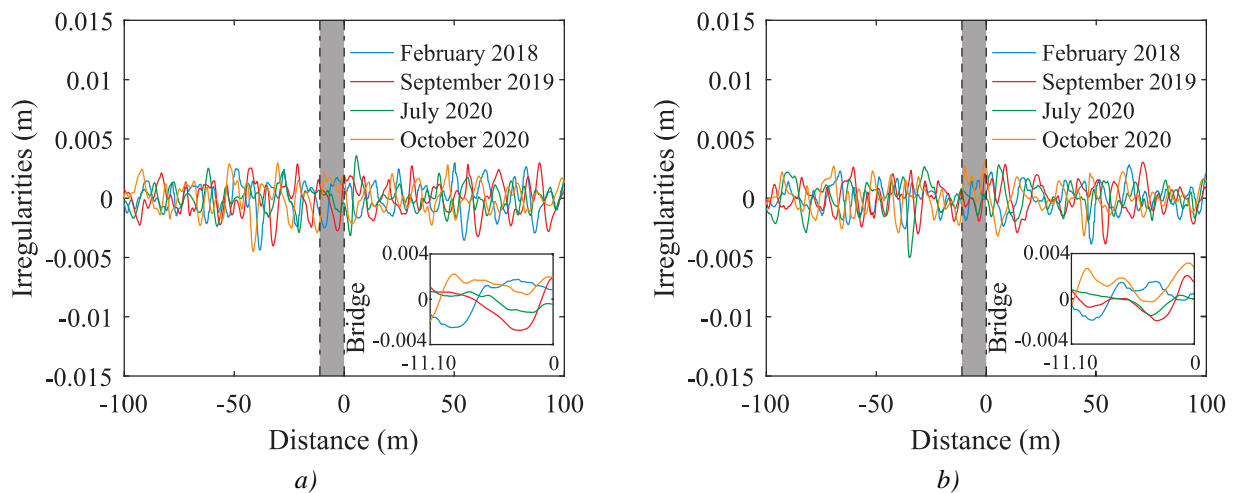 0.015
0.01
0.005
0
-0.005
-0.01
-0.015
Irregularities (m)
February 2018
September 2019
July 2020
October 2020
Bridge
0.004
0
-0.004
-11.10 0
-100 -50 0 50 100
Distance (m)
a)
0.015
0.01
0.005
0
-0.005
-0.01
-0.015
Irregularities (m)
February 2018
September 2019
July 2020
October 2020
Bridge
0.004
0
-0.004
-11.10 0
-100 -50 0 50 100
Distance (m)
b)